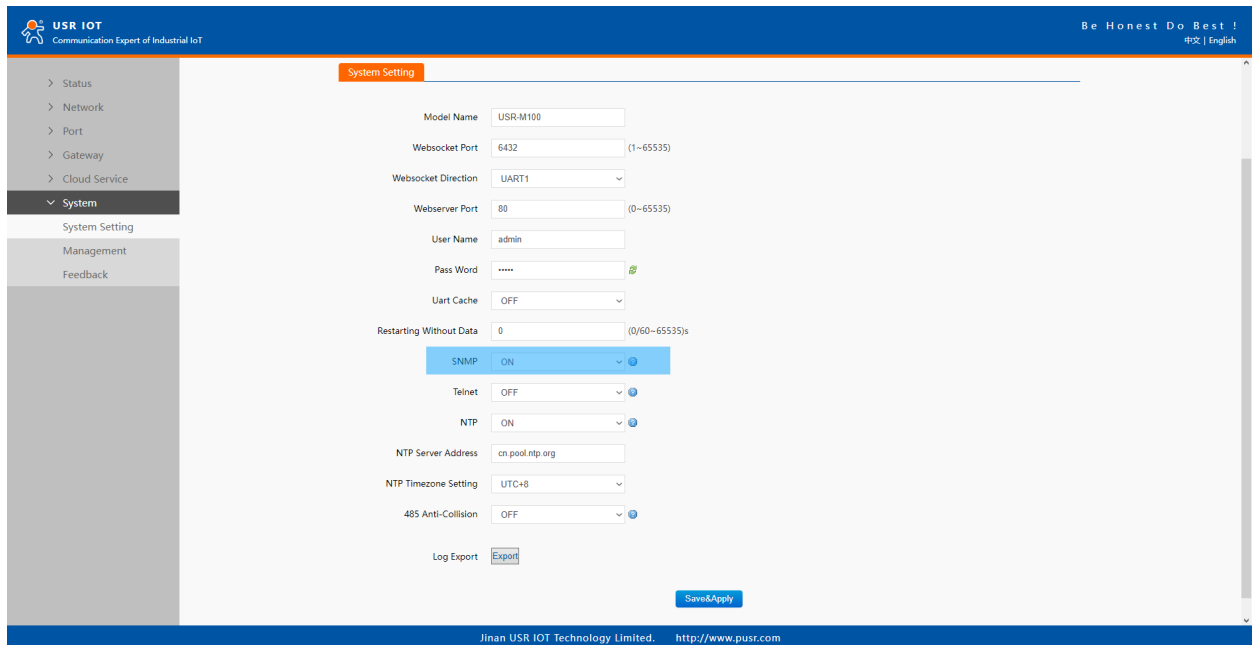 USR IOT
Communication Expert of Industrial IoT
Be Honest Do Best !
中文 | English
Status
Network
Port
Gateway
Cloud Service
System
System Setting
Management
Feedback
System Setting
Model Name USR-M100
Websocket Port 6432 (1~65535)
Websocket Direction UART1
Webserver Port 80 (0~65535)
User Name admin
Pass Word •••••
Uart Cache OFF
Restarting Without Data 0 (0/60~65535)s
SNMP ON
Telnet OFF
NTP ON
NTP Server Address cn.pool.ntp.org
NTP Timezone Setting UTC+8
485 Anti-Collision OFF
Log Export Export
Save&Apply
Jinan USR IOT Technology Limited. http://www.pusr.com